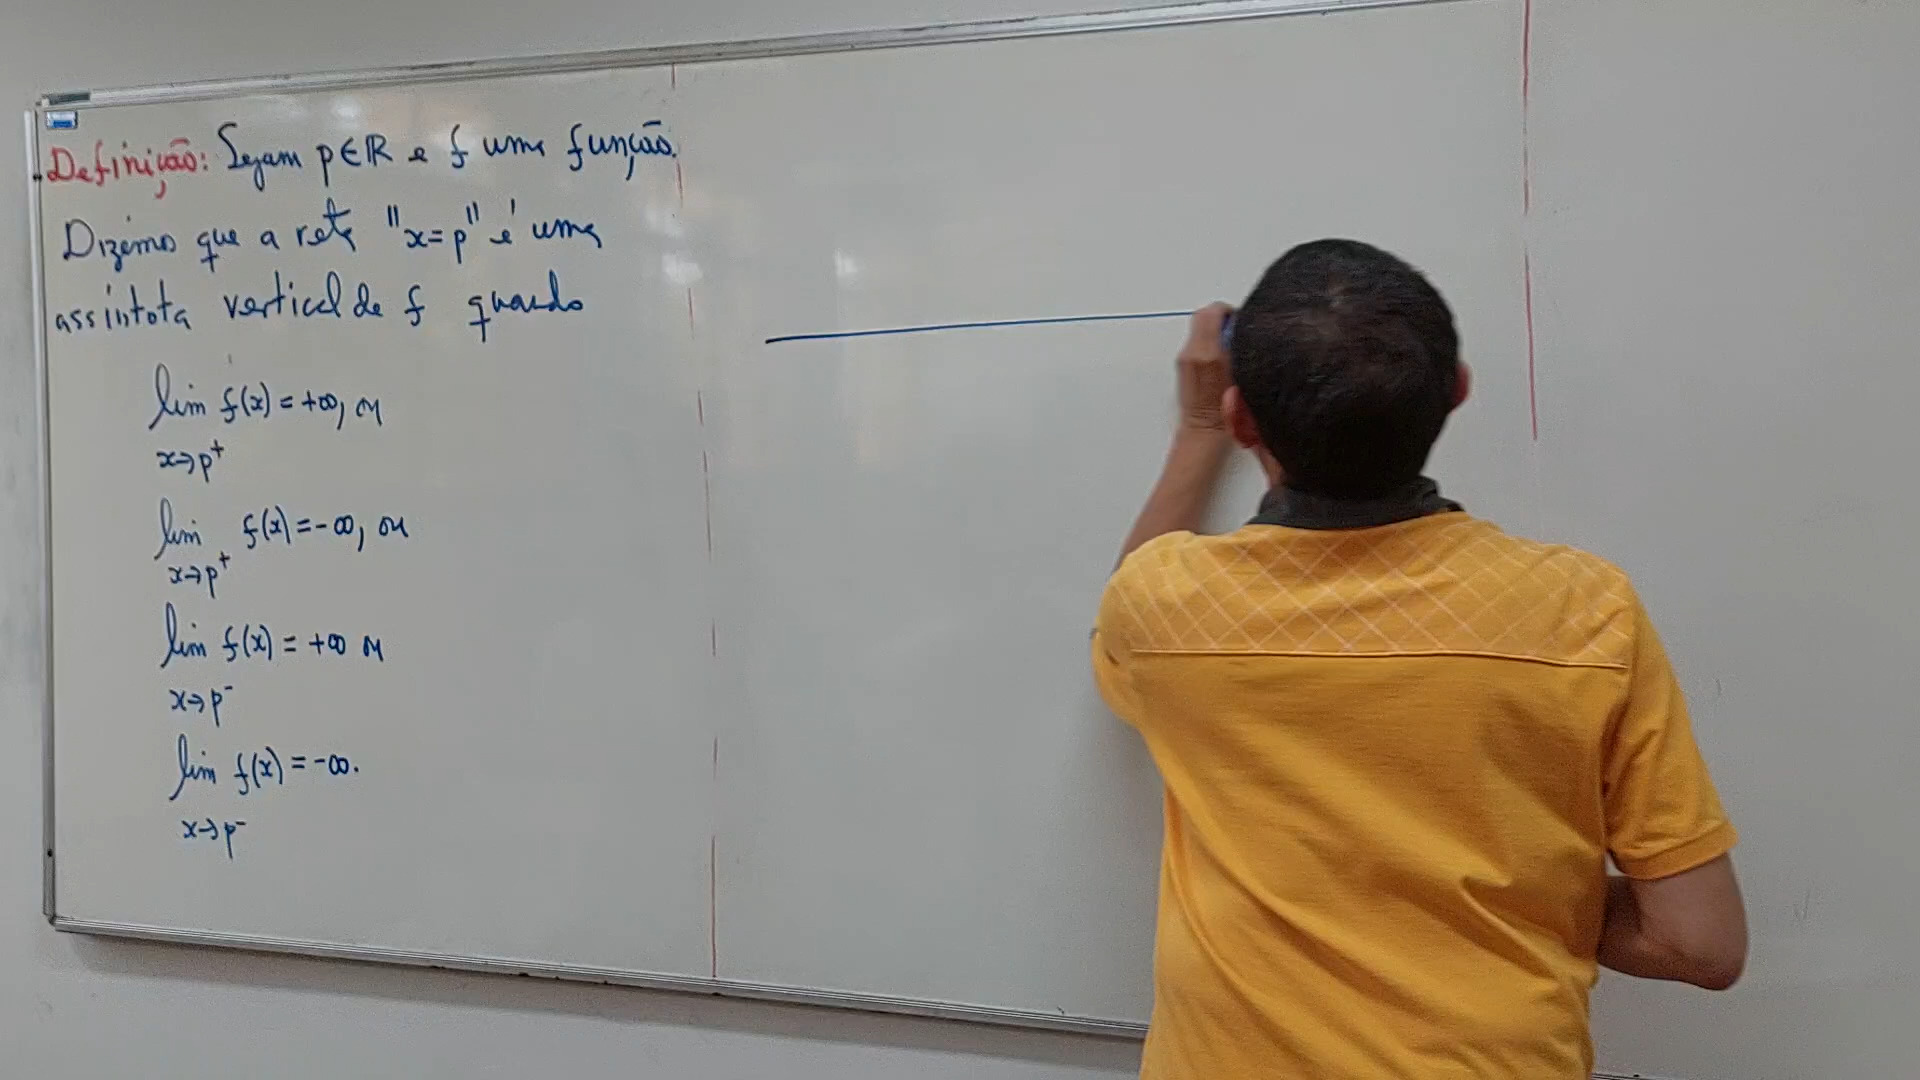 Definição: Sejam p∈ℝ e f uma função.
Dizemos que a reta "x=p" é uma
assíntota vertical de f quando
lim f(x) = +∞, ou
x→p⁺
lim f(x) = -∞, ou
x→p⁺
lim f(x) = +∞ ou
x→p⁻
lim f(x) = -∞.
x→p⁻